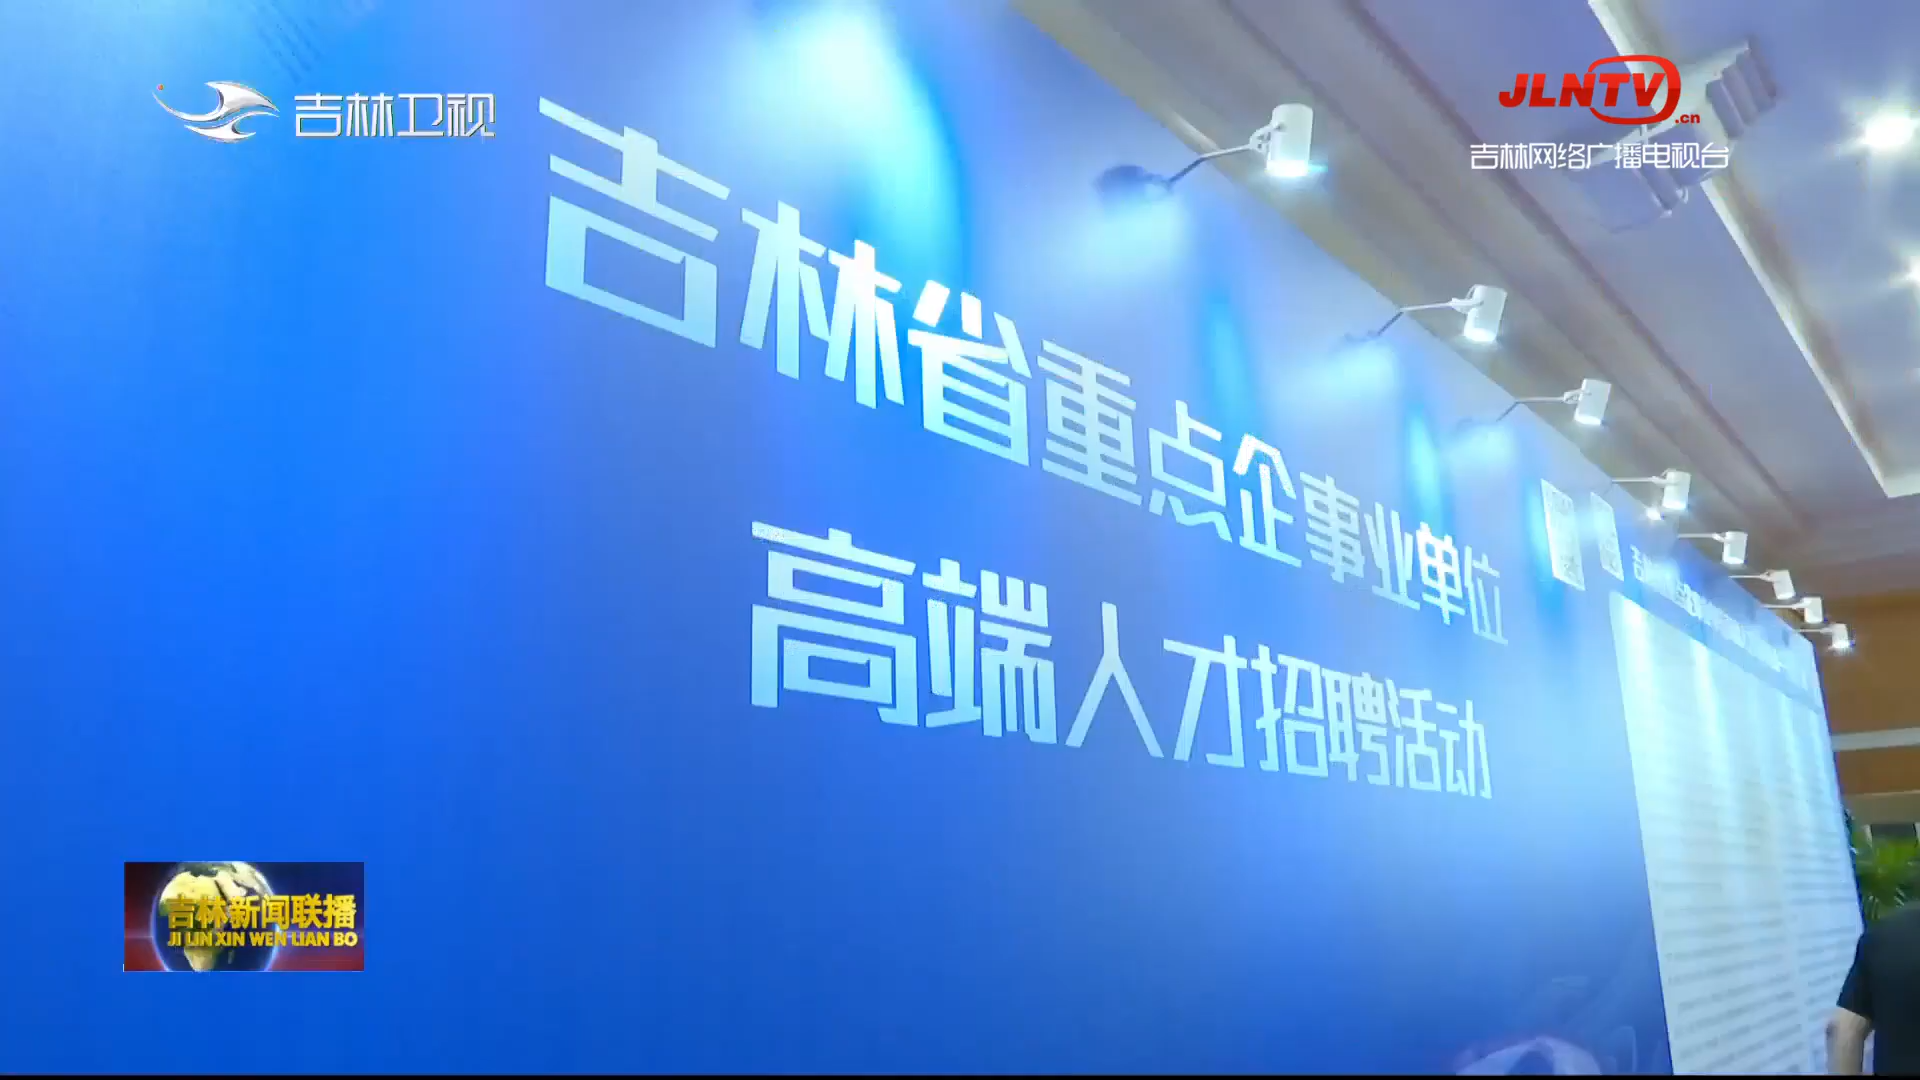 吉林卫视
JLNTV.cn
吉林网络广播电视台
吉林省重点企事业单位
高端人才招聘活动
吉林新闻联播
JI LIN XIN WEN LIAN BO